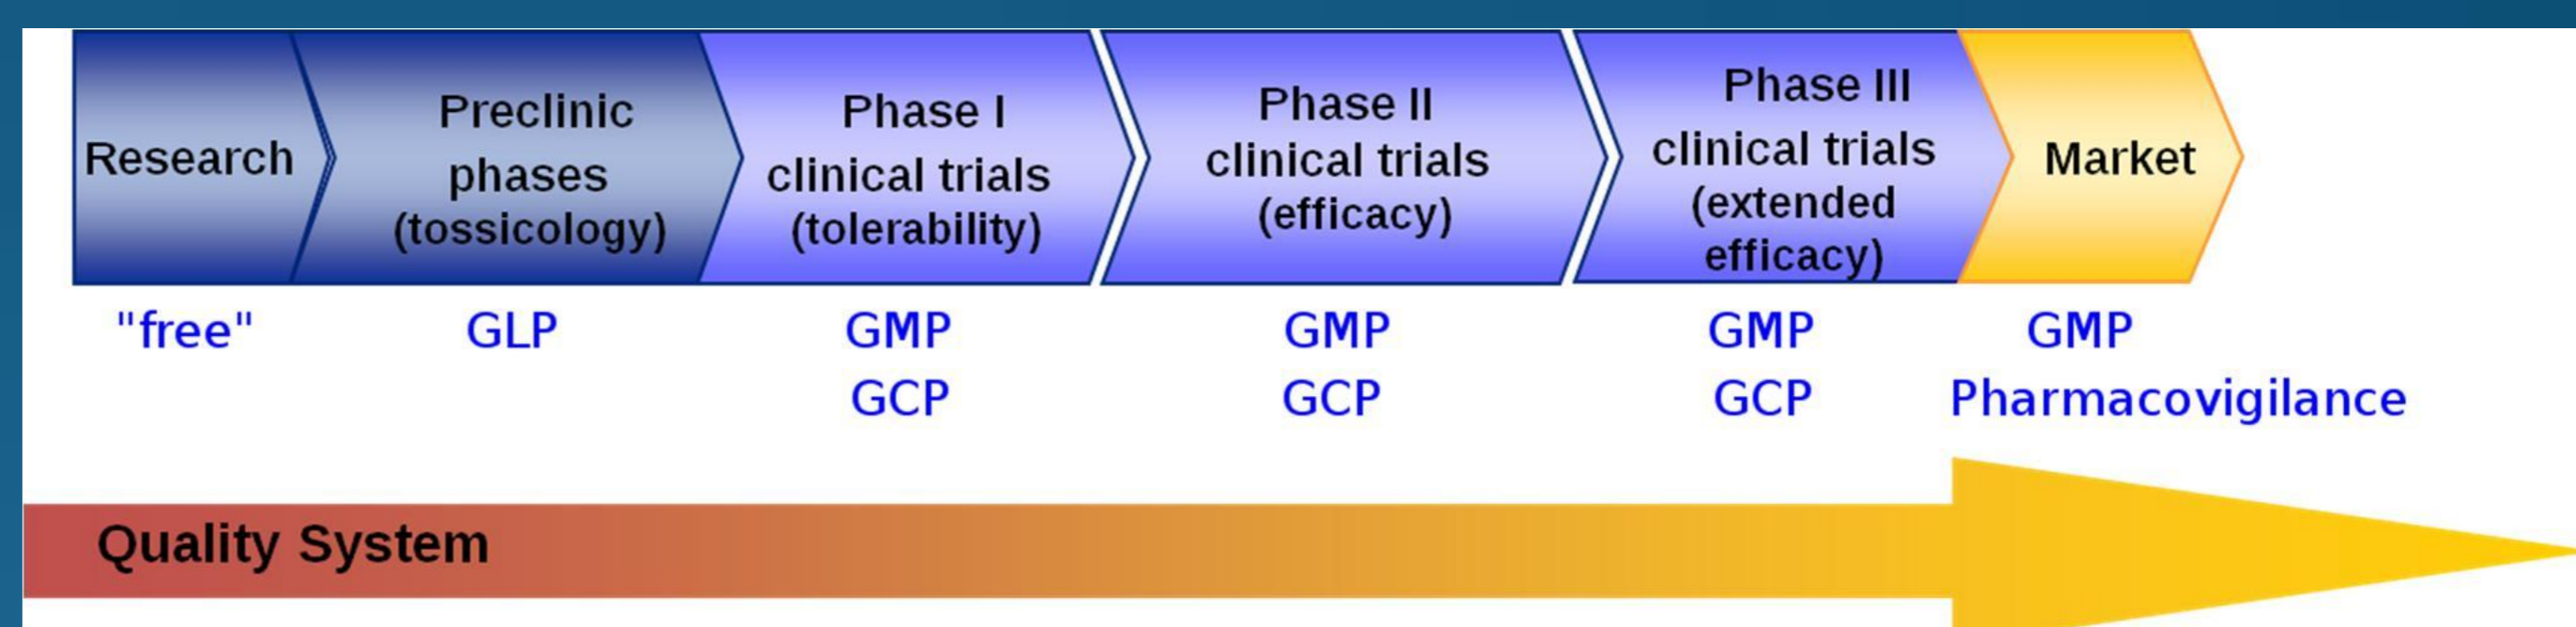 Research
Preclinic
phases
(tossicology)
Phase I
clinical trials
(tolerability)
Phase II
clinical trials
(efficacy)
Phase III
clinical trials
(extended
efficacy)
Market
"free"
GLP
GMP
GCP
GMP
GCP
GMP
GCP
GMP
Pharmacovigilance
Quality System